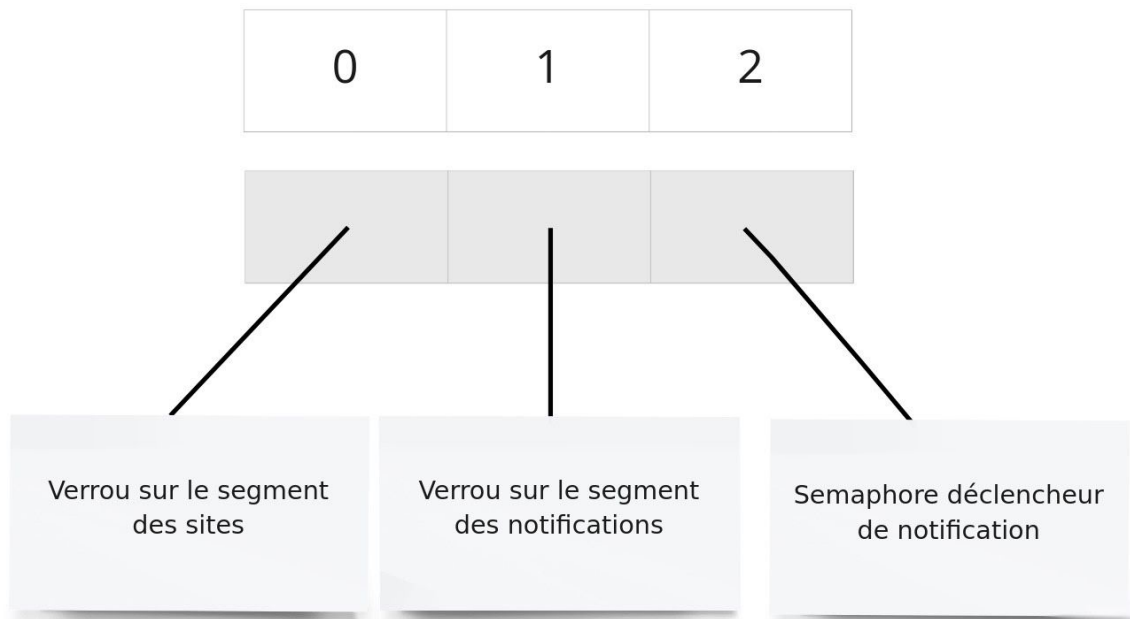 0 1 2
Verrou sur le segment
des sites
Verrou sur le segment
des notifications
Semaphore déclencheur
de notification